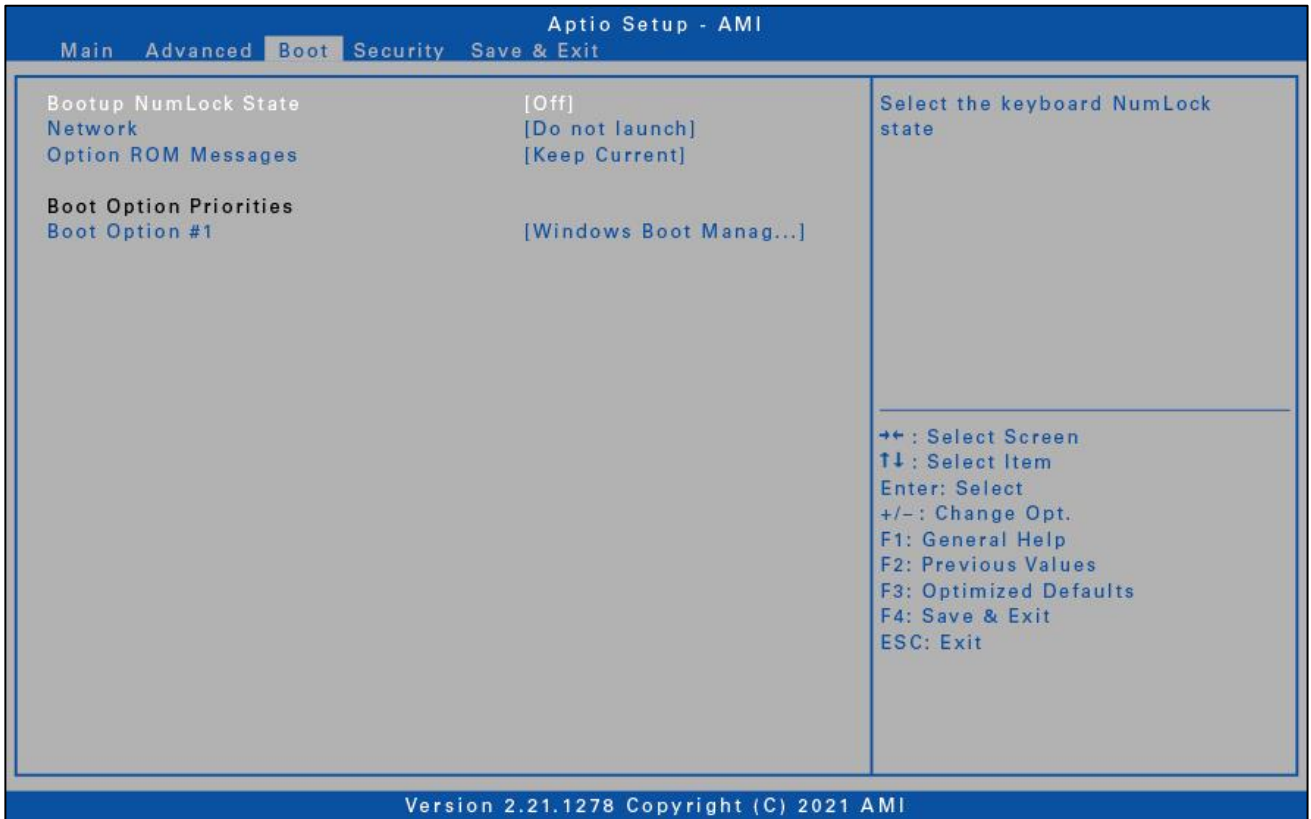 Aptio Setup - AMI
Main Advanced Boot Security Save & Exit
Bootup NumLock State [Off]
Network [Do not launch]
Option ROM Messages [Keep Current]
Boot Option Priorities
Boot Option #1 [Windows Boot Manag...]
Select the keyboard NumLock
state
→←: Select Screen
↑↓: Select Item
Enter: Select
+/–: Change Opt.
F1: General Help
F2: Previous Values
F3: Optimized Defaults
F4: Save & Exit
ESC: Exit
Version 2.21.1278 Copyright (C) 2021 AMI